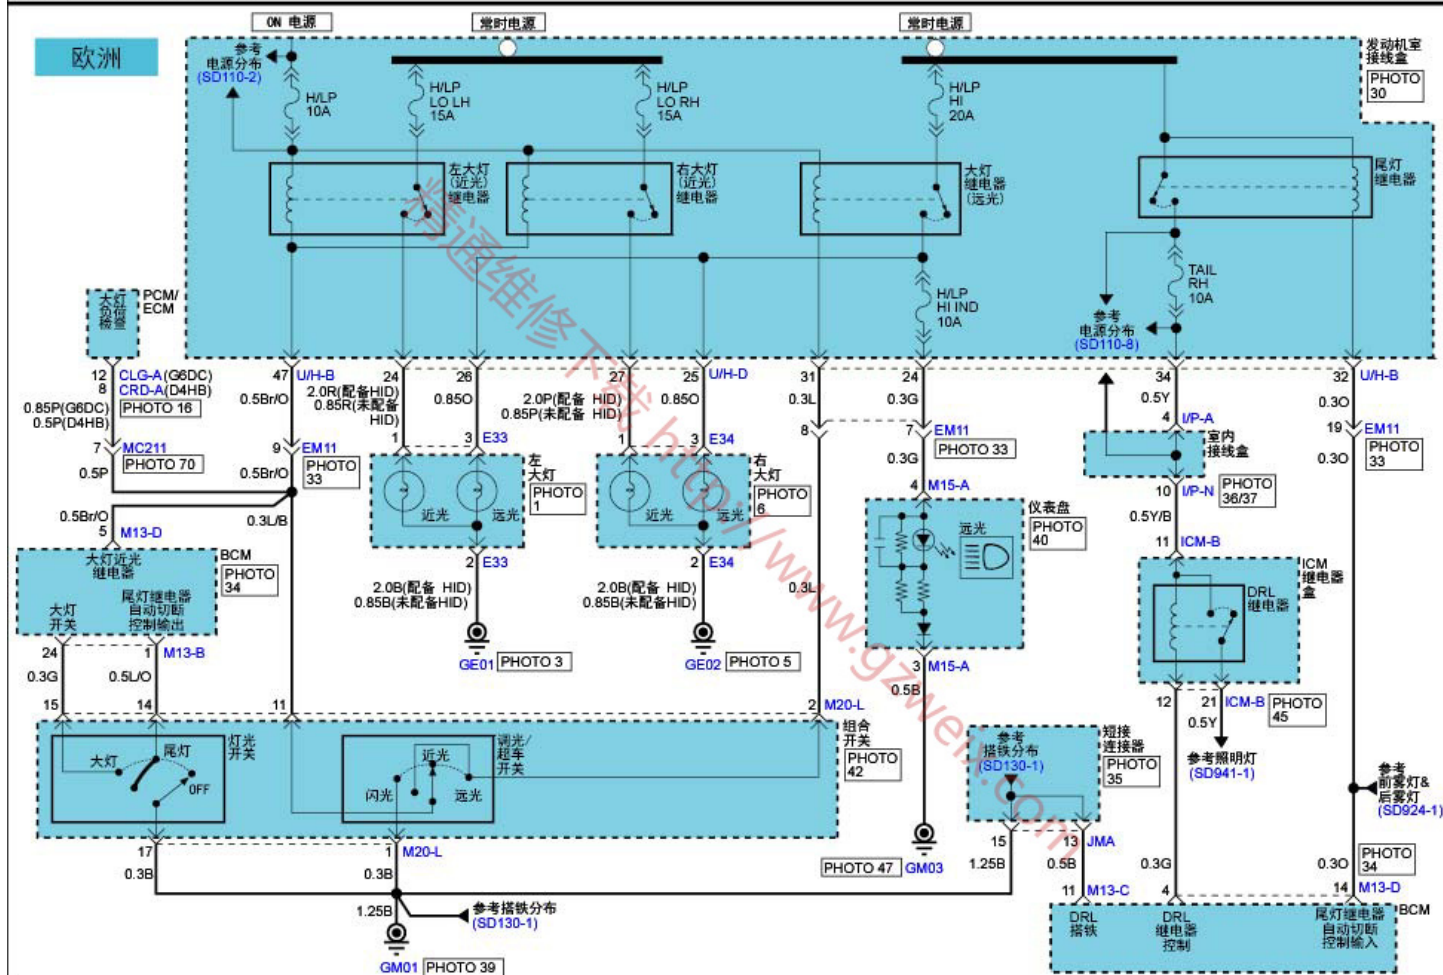 ON 电源
常时电源
常时电源
欧洲
参考
电源分布
(SD110-2)
H/LP
10A
H/LP
LO LH
15A
H/LP
LO RH
15A
H/LP
HI
20A
发动机室
接线盒
PHOTO
30
左大灯
(近光)
继电器
右大灯
(近光)
继电器
大灯
继电器
(远光)
尾灯
继电器
大灯
负荷
检查
PCM/
ECM
H/LP
HI IND
10A
TAIL
RH
10A
参考
电源分布
(SD110-8)
12 CLG-A(G6DC)
8 CRD-A(D4HB)
PHOTO 16
0.85P(G6DC)
0.5P(D4HB)
47 U/H-B
0.5Br/O
24
2.0R(配备HID)
0.85R(未配备
HID)
26
0.85O
27
2.0P(配备 HID)
0.85P(未配备 HID)
25 U/H-D
0.85O
31
0.3L
24
0.3G
34
0.5Y
32 U/H-B
0.3O
7 MC211
PHOTO 70
0.5P
9 EM11
PHOTO
33
0.5Br/O
1
3 E33
1
3 E34
8
7 EM11
PHOTO 33
0.3G
4 I/P-A
室内
接线盒
PHOTO
36/37
19 EM11
PHOTO
33
0.3O
左
大灯
PHOTO
1
近光
远光
右
大灯
PHOTO
6
近光
远光
4 M15-A
仪表盘
PHOTO
40
远光
10 I/P-N
0.5Y/B
11 ICM-B
0.5Br/O
5 M13-D
0.3L/B
大灯近光
继电器
BCM
PHOTO
34
大灯
开关
尾灯继电器
自动切断
控制输出
2 E33
2.0B(配备 HID)
0.85B(未配备HID)
GE01 PHOTO 3
2 E34
2.0B(配备 HID)
0.85B(未配备HID)
GE02 PHOTO 5
0.3L
ICM
继电器
盒
DRL
继电器
24
1 M13-B
0.3G
0.5L/O
3 M15-A
0.5B
15
14
11
2 M20-L
12
21 ICM-B
PHOTO
45
0.5Y
参考照明灯
(SD941-1)
灯光
开关
大灯
尾灯
OFF
调光/
超车
开关
近光
闪光
远光
组合
开关
PHOTO
42
参考
搭铁分布
(SD130-1)
短接
连接器
PHOTO
35
参考
前雾灯&
后雾灯
(SD924-1)
17
0.3B
1 M20-L
0.3B
PHOTO 47 GM03
15
1.25B
13 JMA
0.5B
0.3G
0.3O
PHOTO
34
11 M13-C
4
14 M13-D
1.25B
参考搭铁分布
(SD130-1)
GM01 PHOTO 39
DRL
搭铁
DRL
继电器
控制
尾灯继电器
自动切断
控制输入
BCM
精通维修下载 http://www.gzweix.com